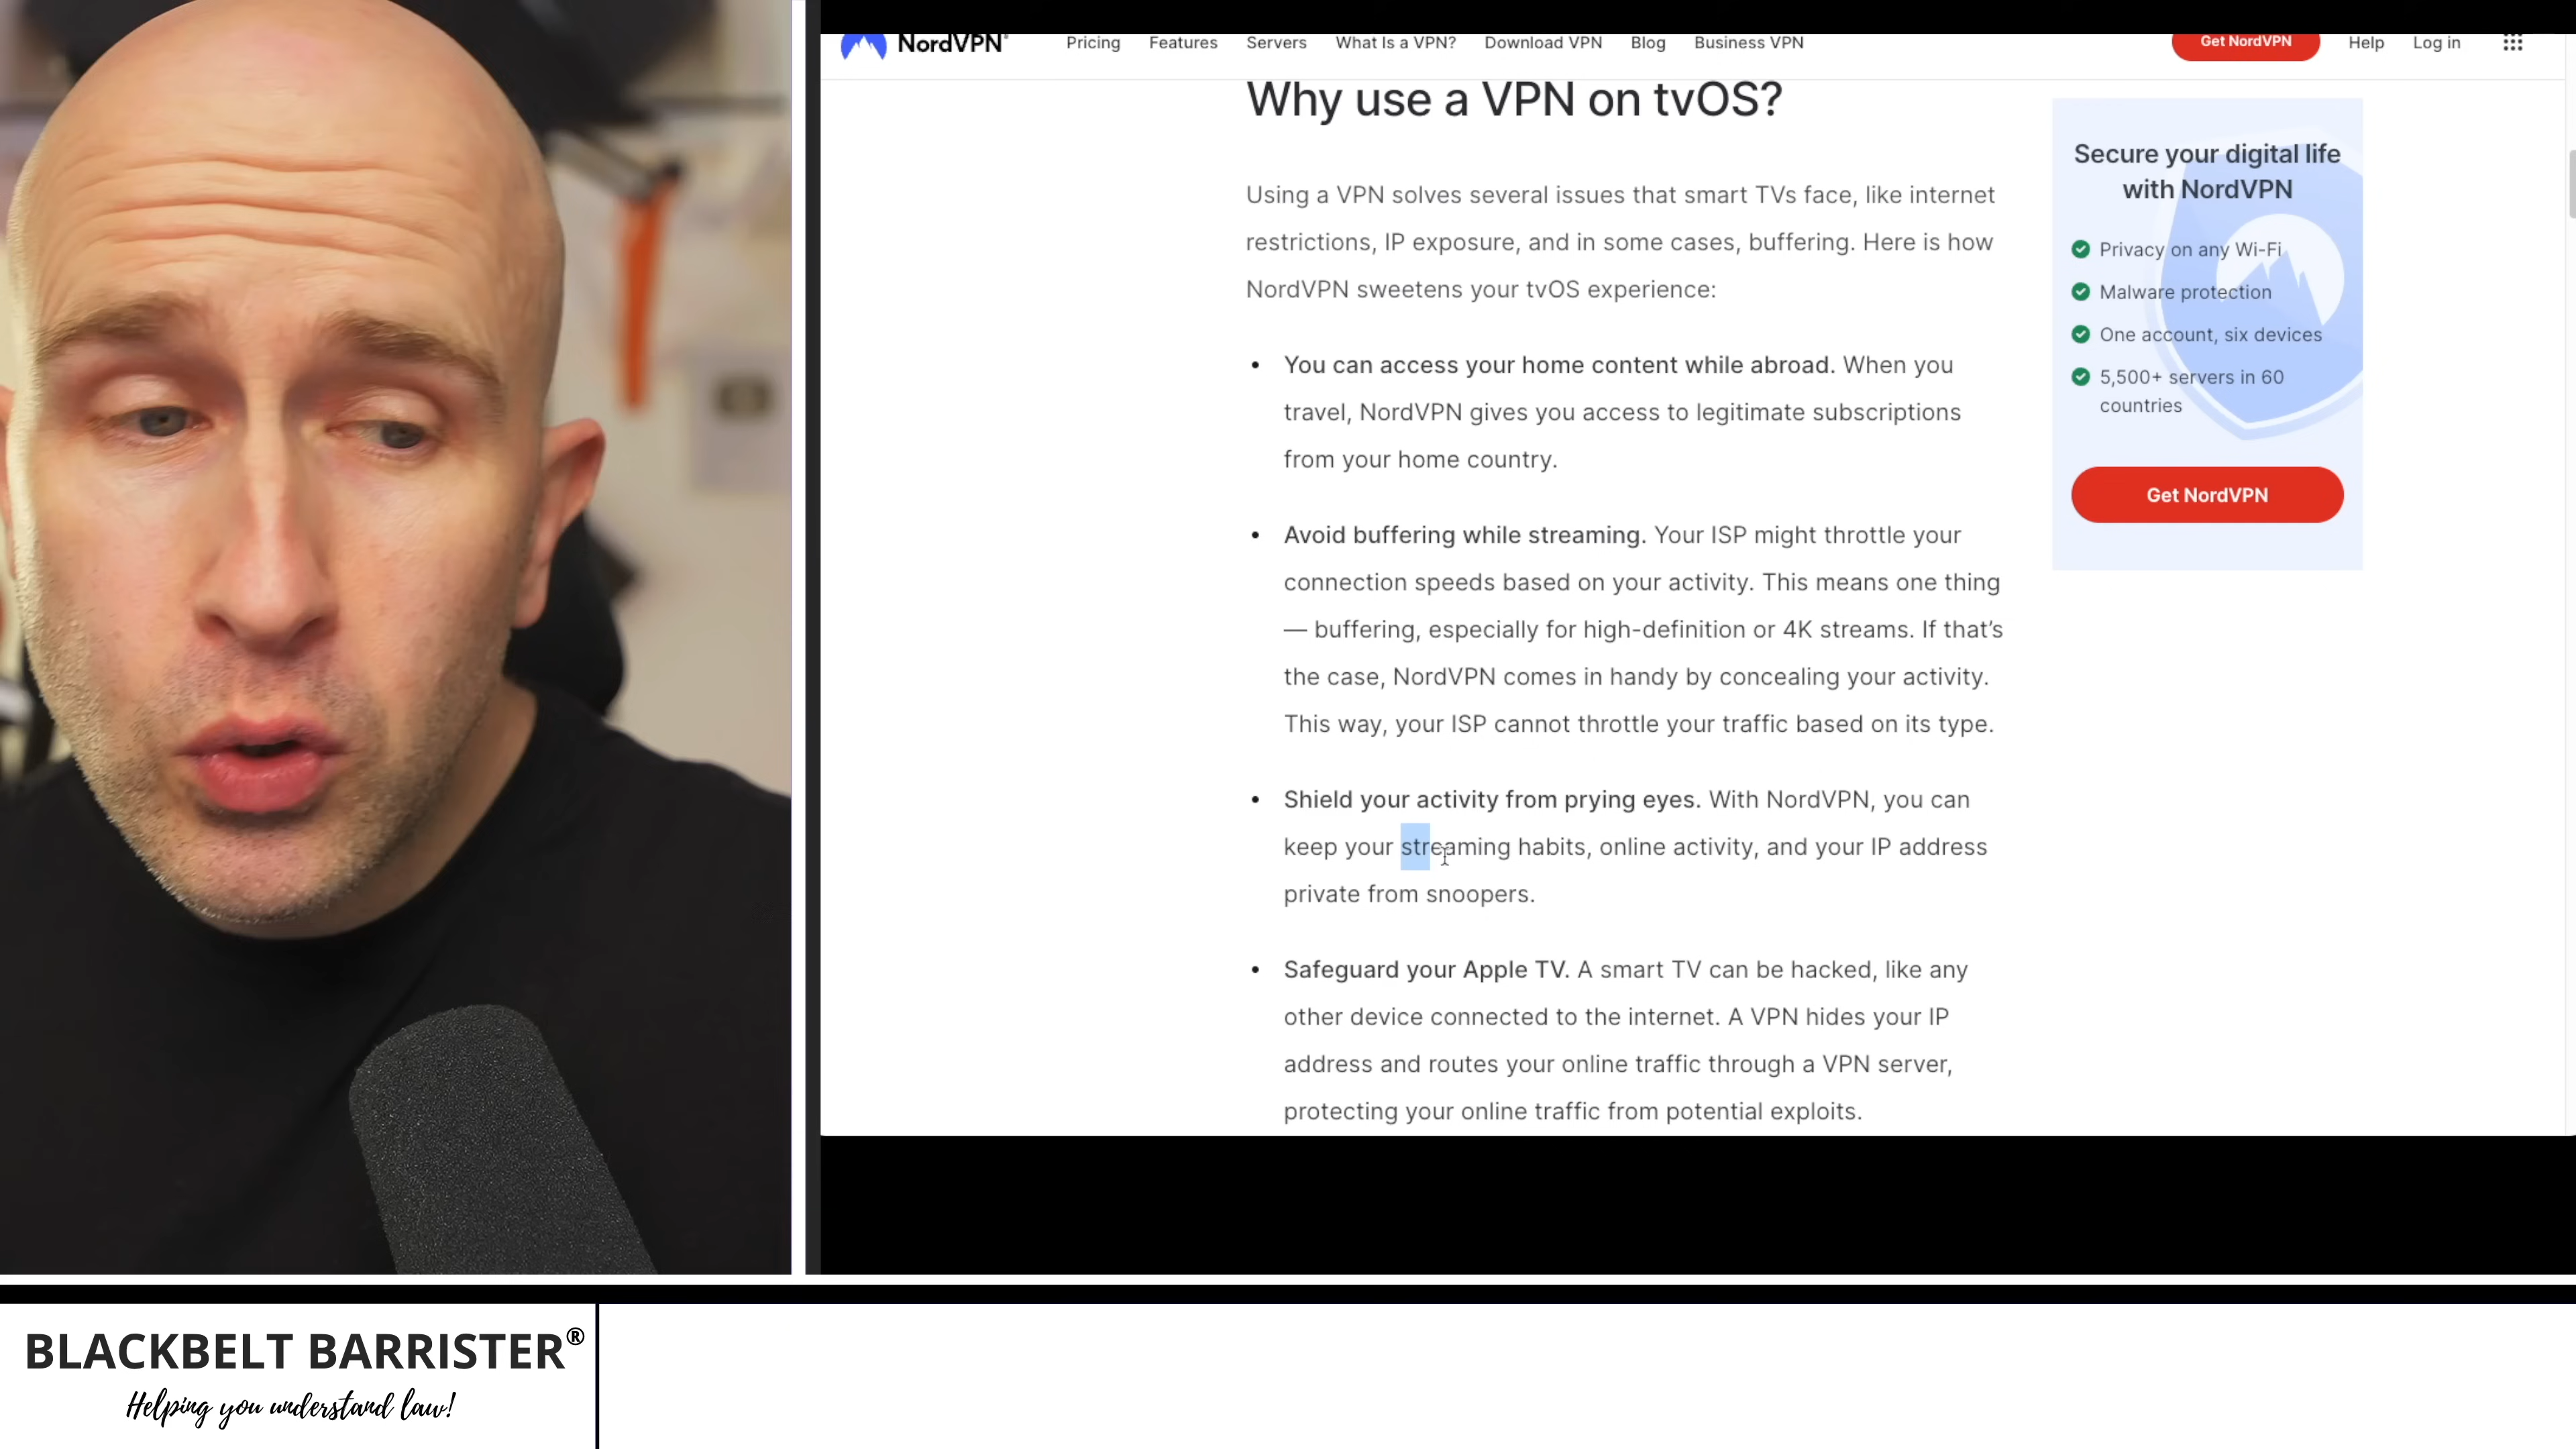 NordVPN®
Pricing
Features
Servers
What Is a VPN?
Download VPN
Blog
Business VPN
Get NordVPN
Help
Log in
Why use a VPN on tvOS?
Using a VPN solves several issues that smart TVs face, like internet
restrictions, IP exposure, and in some cases, buffering. Here is how
NordVPN sweetens your tvOS experience:
• You can access your home content while abroad. When you
travel, NordVPN gives you access to legitimate subscriptions
from your home country.
• Avoid buffering while streaming. Your ISP might throttle your
connection speeds based on your activity. This means one thing
— buffering, especially for high-definition or 4K streams. If that’s
the case, NordVPN comes in handy by concealing your activity.
This way, your ISP cannot throttle your traffic based on its type.
• Shield your activity from prying eyes. With NordVPN, you can
keep your streaming habits, online activity, and your IP address
private from snoopers.
• Safeguard your Apple TV. A smart TV can be hacked, like any
other device connected to the internet. A VPN hides your IP
address and routes your online traffic through a VPN server,
protecting your online traffic from potential exploits.
Secure your digital life
with NordVPN
Privacy on any Wi-Fi
Malware protection
One account, six devices
5,500+ servers in 60
countries
Get NordVPN
BLACKBELT BARRISTER®
Helping you understand law!